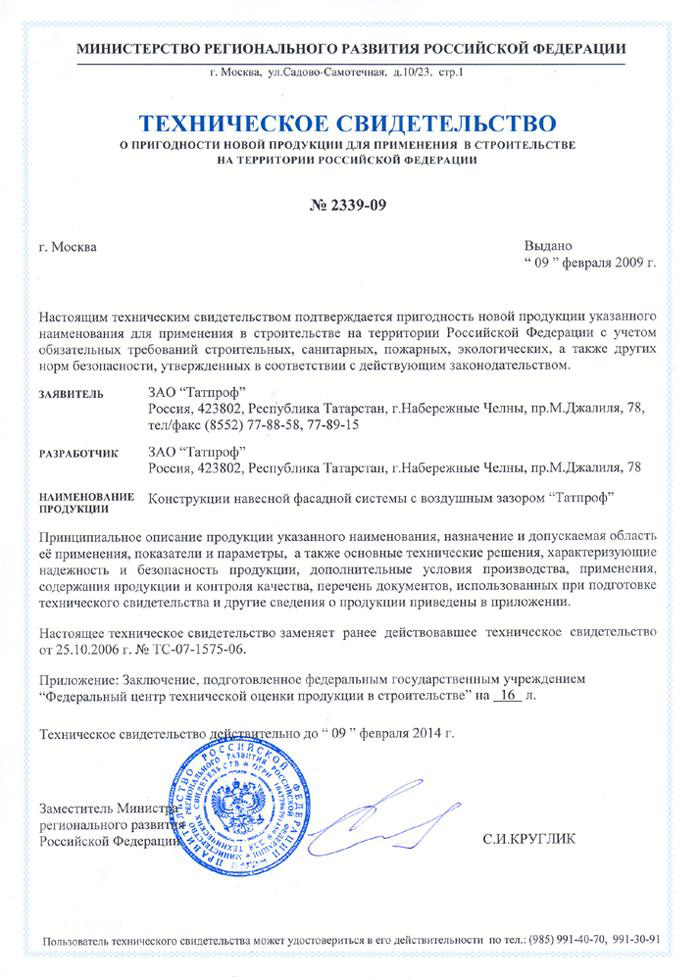 МИНИСТЕРСТВО РЕГИОНАЛЬНОГО РАЗВИТИЯ РОССИЙСКОЙ ФЕДЕРАЦИИ
г. Москва, ул.Садово-Самотечная, д.10/23, стр.1
ТЕХНИЧЕСКОЕ СВИДЕТЕЛЬСТВО
О ПРИГОДНОСТИ НОВОЙ ПРОДУКЦИИ ДЛЯ ПРИМЕНЕНИЯ В СТРОИТЕЛЬСТВЕ
НА ТЕРРИТОРИИ РОССИЙСКОЙ ФЕДЕРАЦИИ
№ 2339-09
г. Москва
Выдано
“ 09 ” февраля 2009 г.
Настоящим техническим свидетельством подтверждается пригодность новой продукции указанного
наименования для применения в строительстве на территории Российской Федерации с учетом
обязательных требований строительных, санитарных, пожарных, экологических, а также других
норм безопасности, утвержденных в соответствии с действующим законодательством.
ЗАЯВИТЕЛЬ
ЗАО “Татпроф”
Россия, 423802, Республика Татарстан, г.Набережные Челны, пр.М.Джалиля, 78,
тел/факс (8552) 77-88-58, 77-89-15
РАЗРАБОТЧИК
ЗАО “Татпроф”
Россия, 423802, Республика Татарстан, г.Набережные Челны, пр.М.Джалиля, 78
НАИМЕНОВАНИЕ
ПРОДУКЦИИ
Конструкции навесной фасадной системы с воздушным зазором “Татпроф”
Принципиальное описание продукции указанного наименования, назначение и допускаемая область
её применения, показатели и параметры, а также основные технические решения, характеризующие
надежность и безопасность продукции, дополнительные условия производства, применения,
содержания продукции и контроля качества, перечень документов, использованных при подготовке
технического свидетельства и другие сведения о продукции приведены в приложении.
Настоящее техническое свидетельство заменяет ранее действовавшее техническое свидетельство
от 25.10.2006 г. № ТС-07-1575-06.
Приложение: Заключение, подготовленное федеральным государственным учреждением
“Федеральный центр технической оценки продукции в строительстве” на 16 л.
Техническое свидетельство действительно до “ 09 ” февраля 2014 г.
Заместитель Министра
регионального развития
Российской Федерации
С.И.КРУГЛИК
ПРАВИТЕЛЬСТВО РОССИЙСКОЙ ФЕДЕРАЦИИ
МИНИСТЕРСТВО РЕГИОНАЛЬНОГО РАЗВИТИЯ РОССИЙСКОЙ ФЕДЕРАЦИИ
Пользователь технического свидетельства может удостовериться в его действительности по тел.: (985) 991-40-70, 991-30-91